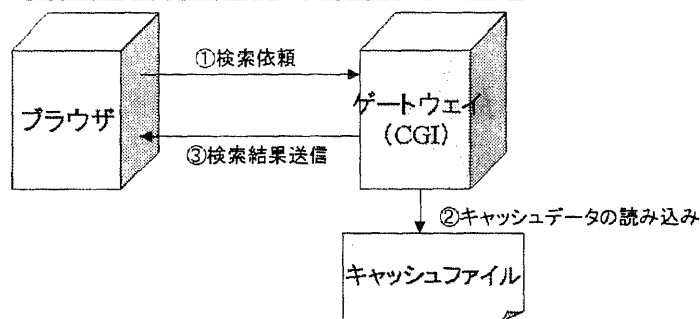 ①検索依頼
ブラウザ
ゲートウェイ
(CGI)
③検索結果送信
②キャッシュデータの読み込み
キャッシュファイル